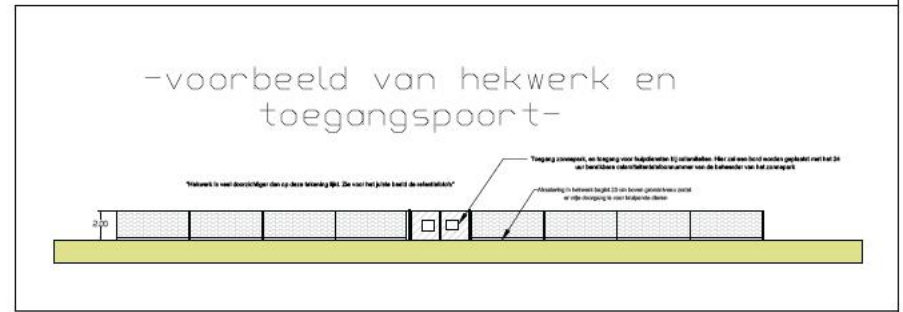 -voorbeeld van hekwerk en
toegangspoort-
Toegang zonnepark, en toegang voor hulpdiensten bij calamiteiten. Hier zal een bord worden geplaatst met het 24
uur bereikbare calamiteitentelefoonnummer van de beheerder van het zonnepark
"Hekwerk is veel doorzichtiger dan op deze tekening lijkt. Zie voor het juiste beeld de referentiefoto's"
Afrastering in hekwerk begint 20 cm boven grondniveau zodat
er vrije doorgang is voor kruipende dieren
2.00